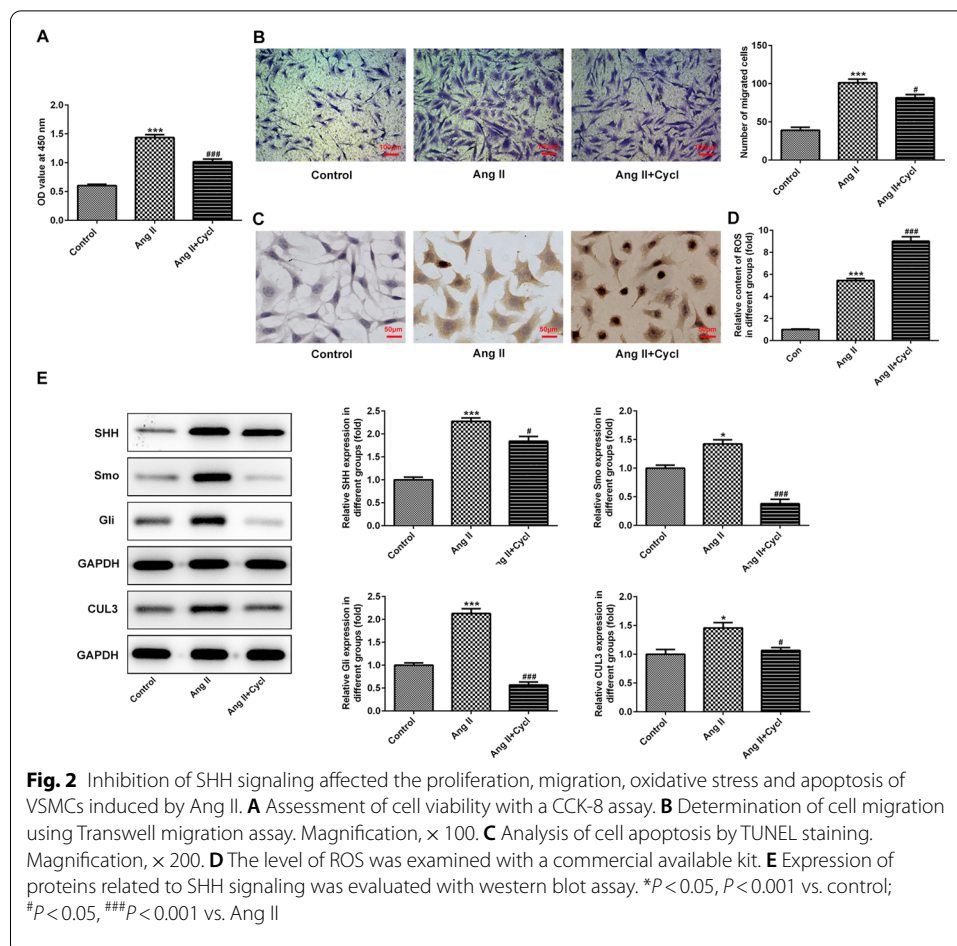 A
OD value at 450 nm
2.0
1.5
1.0
0.5
0.0
***
###
Control
Ang II
Ang II+Cycl
B
100μm
Control
Ang II
Ang II+Cycl
Number of migrated cells
150
100
50
0
***
#
Control
Ang II
Ang II+Cycl
C
50μm
50μm
50μm
Control
Ang II
Ang II+Cycl
D
Relative content of ROS
in different groups (fold)
10
8
6
4
2
0
***
###
Con
Ang II
Ang II+Cycl
E
SHH
Smo
Gli
GAPDH
CUL3
GAPDH
Control
Ang II
Ang II+Cycl
Relative SHH expression in
different groups (fold)
2.5
2.0
1.5
1.0
0.5
0.0
***
#
Control
Ang II
Ang II+Cycl
Relative Smo expression in
different groups (fold)
2.0
1.5
1.0
0.5
0.0
*
###
Control
Ang II
Ang II+Cycl
Relative Gli expression in
different groups (fold)
2.5
2.0
1.5
1.0
0.5
0.0
***
###
Control
Ang II
Ang II+Cycl
Relative CUL3 expression in
different groups (fold)
2.0
1.5
1.0
0.5
0.0
*
#
Control
Ang II
Ang II+Cycl
Fig. 2 Inhibition of SHH signaling affected the proliferation, migration, oxidative stress and apoptosis of
VSMCs induced by Ang II. A Assessment of cell viability with a CCK-8 assay. B Determination of cell migration
using Transwell migration assay. Magnification, × 100. C Analysis of cell apoptosis by TUNEL staining.
Magnification, × 200. D The level of ROS was examined with a commercial available kit. E Expression of
proteins related to SHH signaling was evaluated with western blot assay. *P < 0.05, P < 0.001 vs. control;
#P < 0.05, ###P < 0.001 vs. Ang II